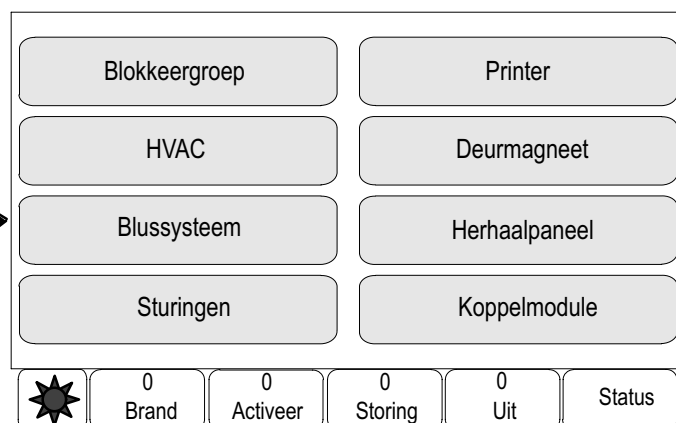 Blokkeergroep
Printer
HVAC
Deurmagneet
Blussysteem
Herhaalpaneel
Sturingen
Koppelmodule
0
Brand
0
Activeer
0
Storing
0
Uit
Status